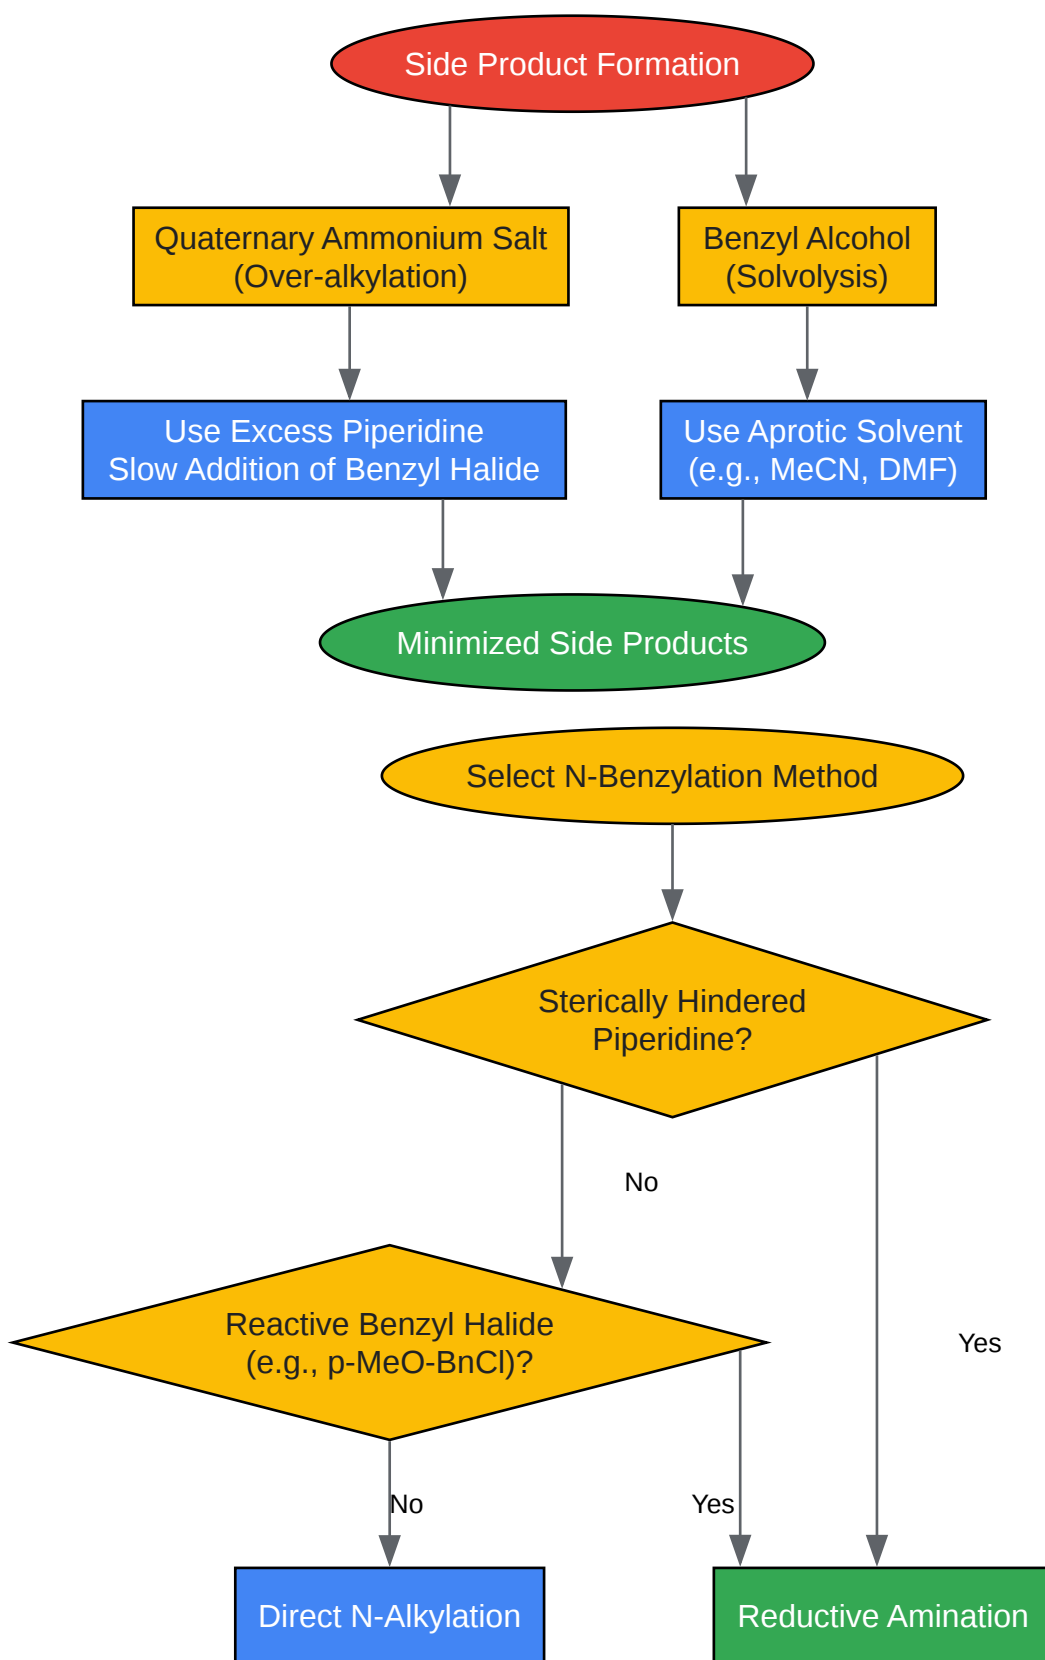 Side Product Formation
Quaternary Ammonium Salt
(Over-alkylation)
Benzyl Alcohol
(Solvolysis)
Use Excess Piperidine
Slow Addition of Benzyl Halide
Use Aprotic Solvent
(e.g., MeCN, DMF)
Minimized Side Products
Select N-Benzylation Method
Sterically Hindered
Piperidine?
No
Yes
Reactive Benzyl Halide
(e.g., p-MeO-BnCl)?
No
Yes
Direct N-Alkylation
Reductive Amination